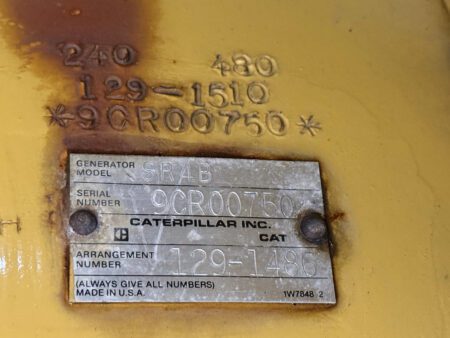 240 480
129-1510
*9CR00750*
GENERATOR
MODEL SR4B
SERIAL
NUMBER 9CR00750
CATERPILLAR INC.
CAT
ARRANGEMENT
NUMBER 129-1480
(ALWAYS GIVE ALL NUMBERS)
MADE IN U.S.A. 1W7848 2
H